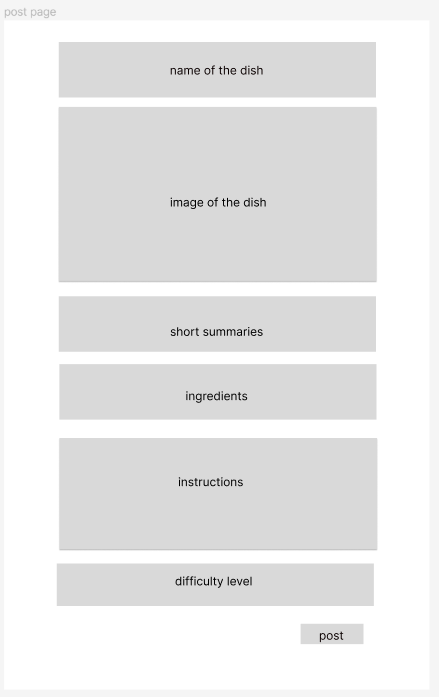 post page
name of the dish
image of the dish
short summaries
ingredients
instructions
difficulty level
post